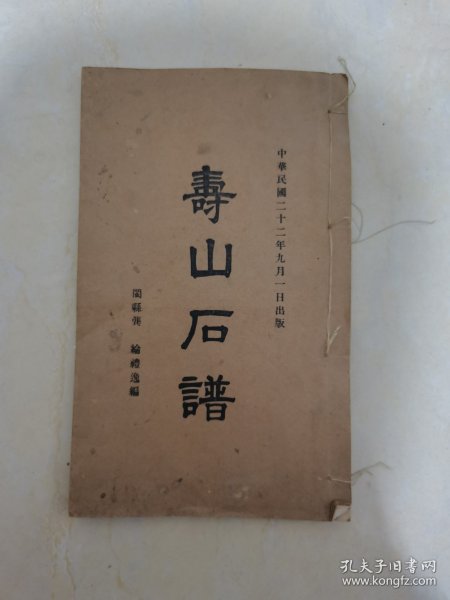 中華民國二十二年九月一日出版
壽山石譜
閩縣龔 綸禮逸編
孔夫子旧书网
www.kongfz.com